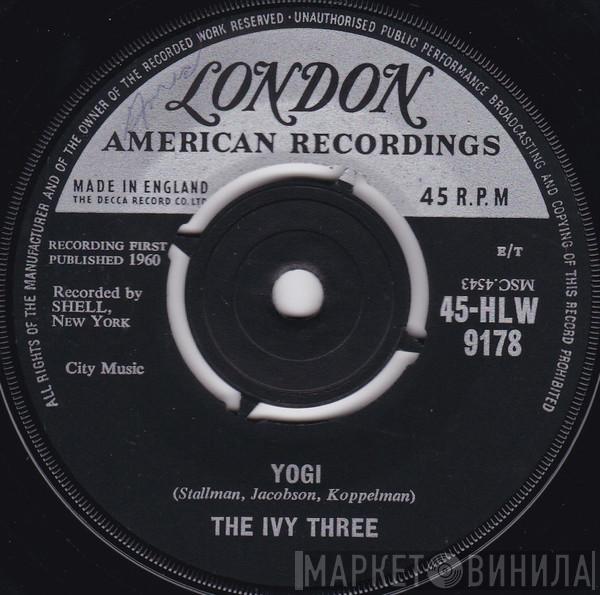 ALL RIGHTS OF THE MANUFACTURER AND OF THE OWNER OF THE RECORDED WORK RESERVED · UNAUTHORISED PUBLIC PERFORMANCE BROADCASTING AND COPYING OF THIS RECORD PROHIBITED
LONDON
AMERICAN RECORDINGS
MADE IN ENGLAND
THE DECCA RECORD CO. LTD
45 R.P.M
RECORDING FIRST
PUBLISHED 1960
E/T
Recorded by
SHELL,
NEW YORK
MSC.4543
45-HLW
9178
City Music
YOGI
(Stallman, Jacobson, Koppelman)
THE IVY THREE
МАРКЕТ ВИНИЛА